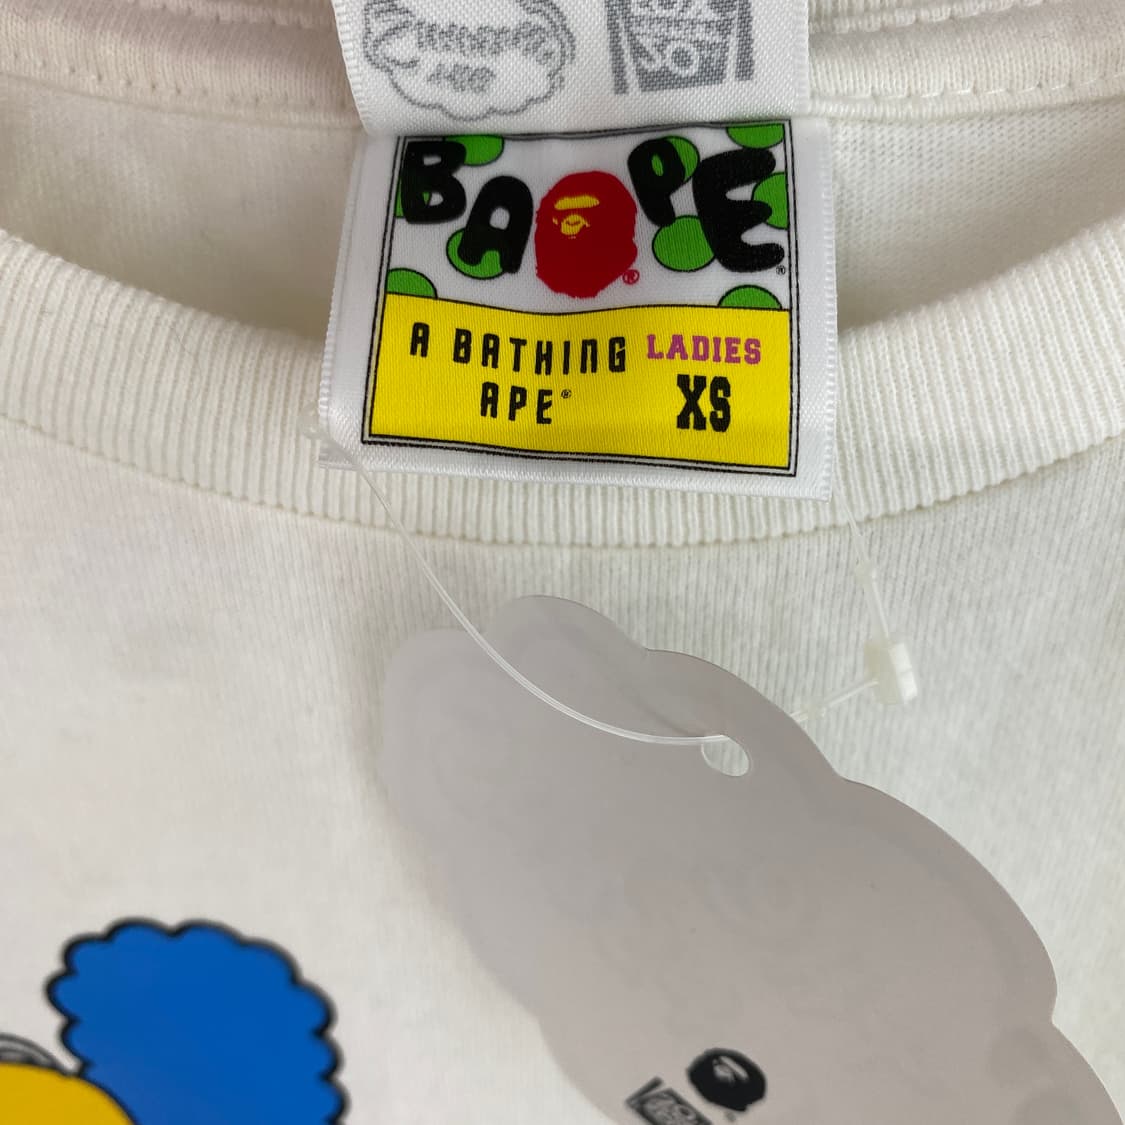 BAPE
®
®
A BATHING
APE®
LADIES
XS